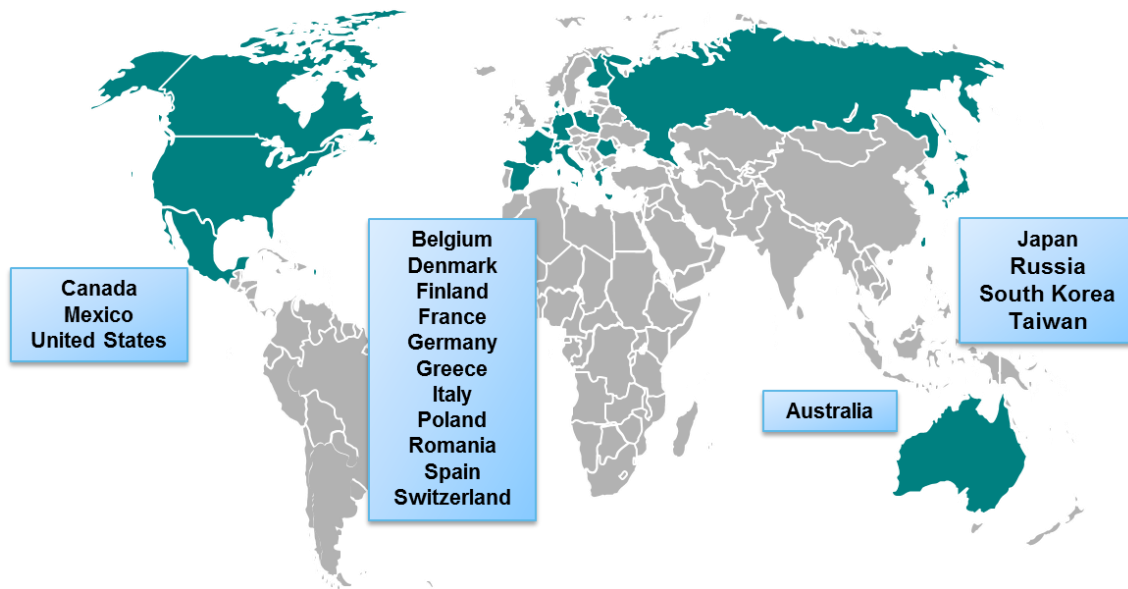 Canada
Mexico
United States
Belgium
Denmark
Finland
France
Germany
Greece
Italy
Poland
Romania
Spain
Switzerland
Japan
Russia
South Korea
Taiwan
Australia